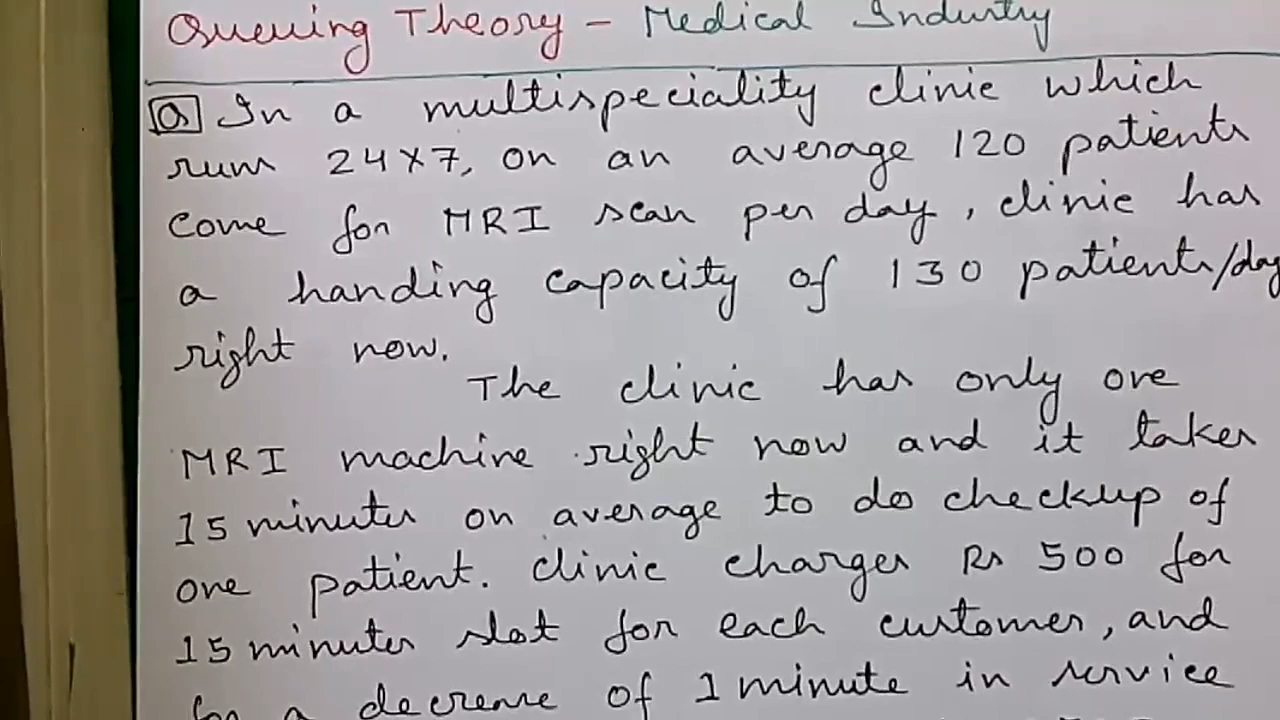 Queuing Theory - Medical Industry
Q In a multispeciality clinic which
runs 24x7, on an average 120 patients
come for MRI scan per day, clinic has
a handing capacity of 130 patients/day
right now.
The clinic has only one
MRI machine right now and it takes
15 minutes on average to do checkup of
one patient. clinic charges Rs 500 for
15 minutes slot for each customer, and
for a decrease of 1 minute in service